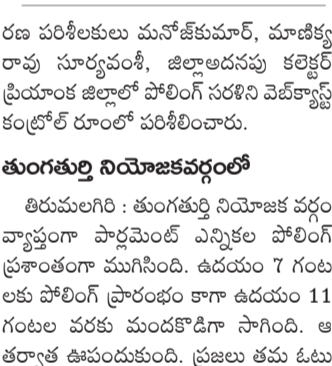 రణ పరిశీలకులు మనోజ్‌కుమార్, మాణిక్య
రావు సూర్యవంశీ, జిల్లాఅదనపు కలెక్టర్
ప్రియాంక జిల్లాలో పోలింగ్ సరళిని వెబ్‌క్యాస్ట్
కంట్రోల్ రూంలో పరిశీలించారు.
తుంగతుర్తి నియోజకవర్గంలో
తిరుమలగిరి : తుంగతుర్తి నియోజక వర్గం
వ్యాప్తంగా పార్లమెంట్ ఎన్నికల పోలింగ్
ప్రశాంతంగా ముగిసింది. ఉదయం 7 గంట
లకు పోలింగ్ ప్రారంభం కాగా ఉదయం 11
గంటల వరకు మందకొడిగా సాగింది. ఆ
తర్వాత ఊపందుకుంది. ప్రజలు తమ ఓటు